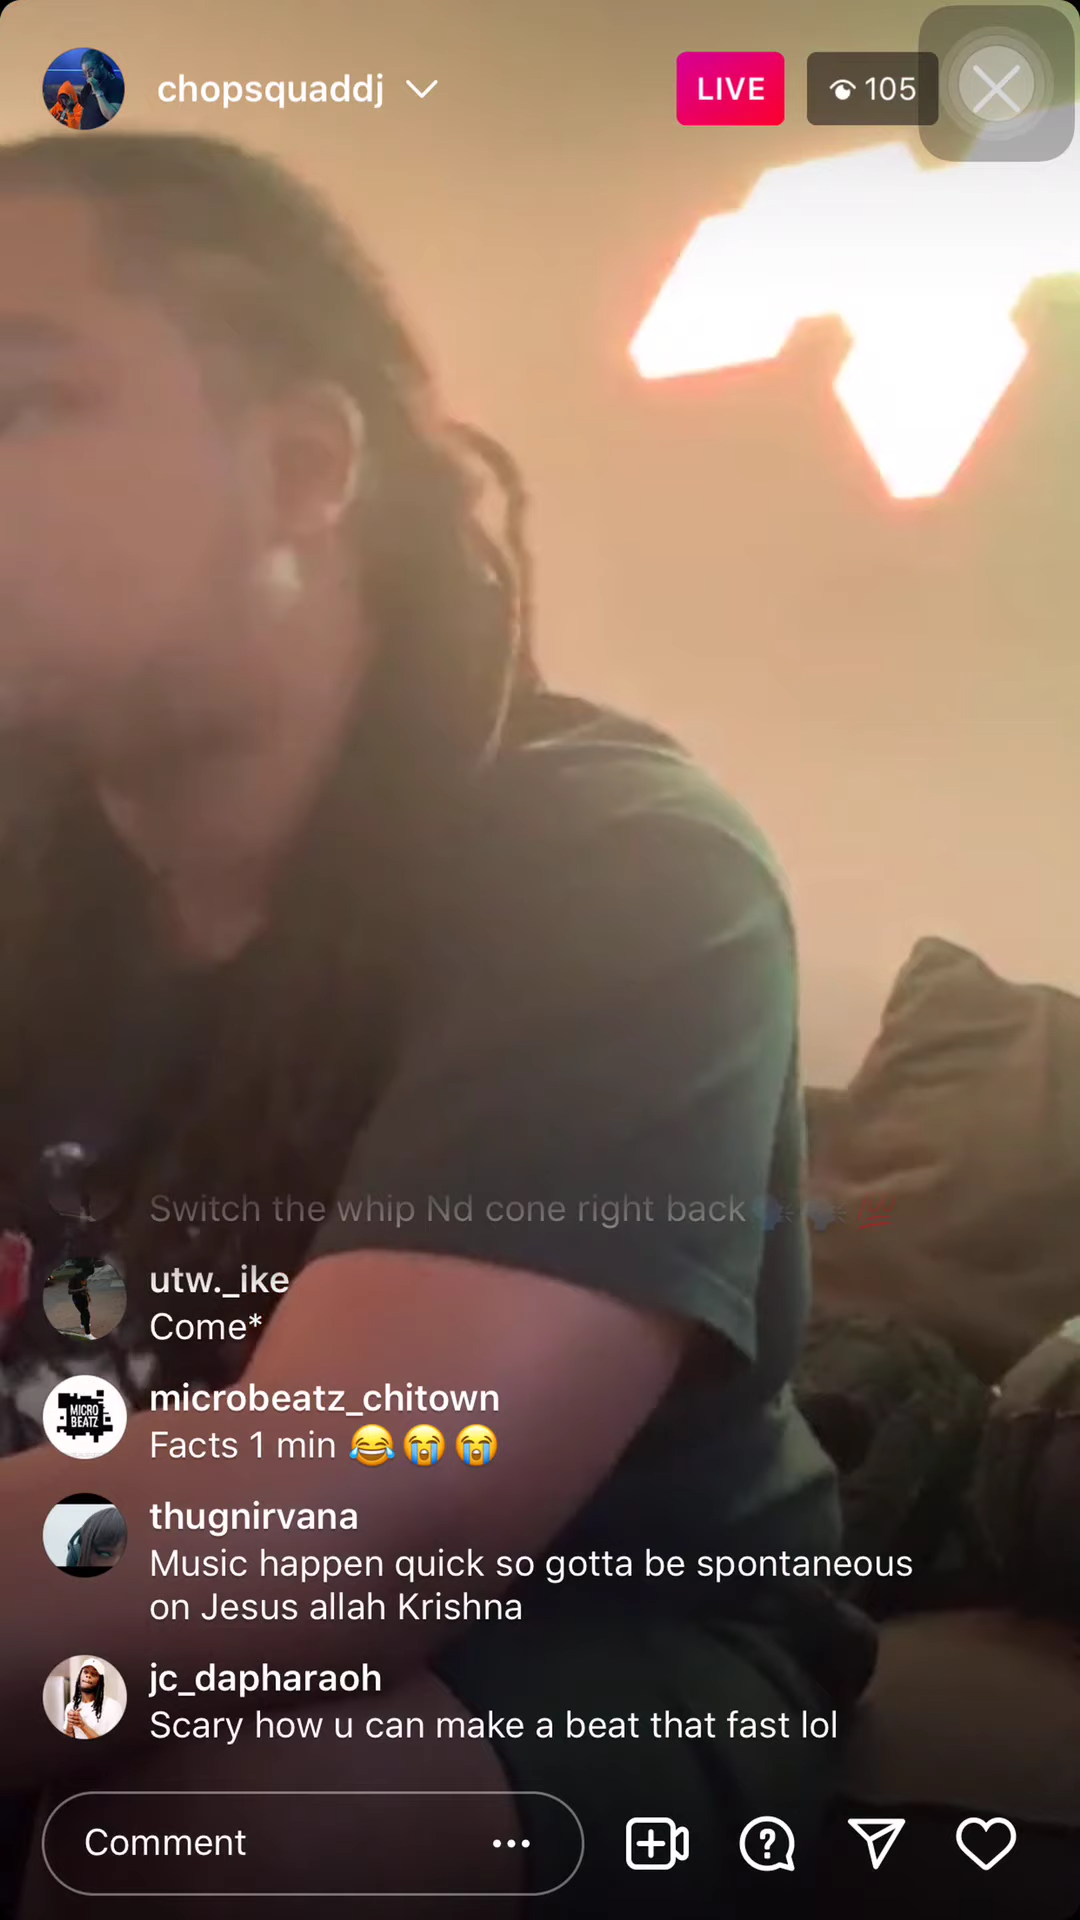 chopsquaddj
LIVE
105
Switch the whip Nd cone right back🗣️🗣️💯
utw._ike
Come*
MICRO
BEATZ
microbeatz_chitown
Facts 1 min 😂😭😭
thugnirvana
Music happen quick so gotta be spontaneous
on Jesus allah Krishna
jc_dapharaoh
Scary how u can make a beat that fast lol
Comment